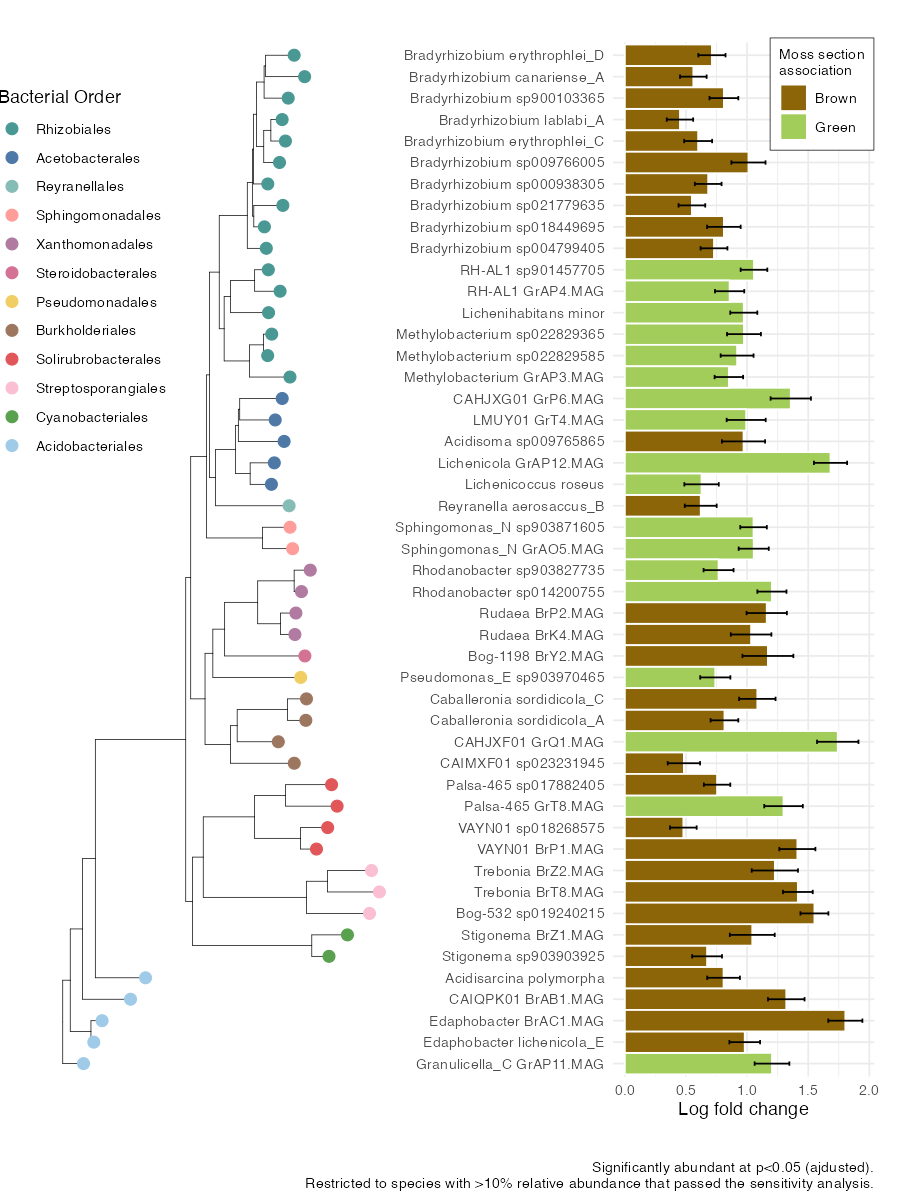 Bacterial Order
Rhizobiales
Acetobacterales
Reyranellales
Sphingomonadales
Xanthomonadales
Steroidobacterales
Pseudomonadales
Burkholderiales
Solirubrobacterales
Streptosporangiales
Cyanobacteriales
Acidobacteriales
Bradyrhizobium erythrophlei_D
Bradyrhizobium canariense_A
Bradyrhizobium sp900103365
Bradyrhizobium lablabi_A
Bradyrhizobium erythrophlei_C
Bradyrhizobium sp009766005
Bradyrhizobium sp000938305
Bradyrhizobium sp021779635
Bradyrhizobium sp018449695
Bradyrhizobium sp004799405
RH-AL1 sp901457705
RH-AL1 GrAP4.MAG
Lichenihabitans minor
Methylobacterium sp022829365
Methylobacterium sp022829585
Methylobacterium GrAP3.MAG
CAHJXG01 GrP6.MAG
LMUY01 GrT4.MAG
Acidisoma sp009765865
Lichenicola GrAP12.MAG
Lichenicoccus roseus
Reyranella aerosaccus_B
Sphingomonas_N sp903871605
Sphingomonas_N GrAO5.MAG
Rhodanobacter sp903827735
Rhodanobacter sp014200755
Rudaea BrP2.MAG
Rudaea BrK4.MAG
Bog-1198 BrY2.MAG
Pseudomonas_E sp903970465
Caballeronia sordidicola_C
Caballeronia sordidicola_A
CAHJXF01 GrQ1.MAG
CAIMXF01 sp023231945
Palsa-465 sp017882405
Palsa-465 GrT8.MAG
VAYN01 sp018268575
VAYN01 BrP1.MAG
Trebonia BrZ2.MAG
Trebonia BrT8.MAG
Bog-532 sp019240215
Stigonema BrZ1.MAG
Stigonema sp903903925
Acidisarcina polymorpha
CAIQPK01 BrAB1.MAG
Edaphobacter BrAC1.MAG
Edaphobacter lichenicola_E
Granulicella_C GrAP11.MAG
Moss section
association
Brown
Green
0.0 0.5 1.0 1.5 2.0
Log fold change
Significantly abundant at p<0.05 (ajdusted).
Restricted to species with >10% relative abundance that passed the sensitivity analysis.